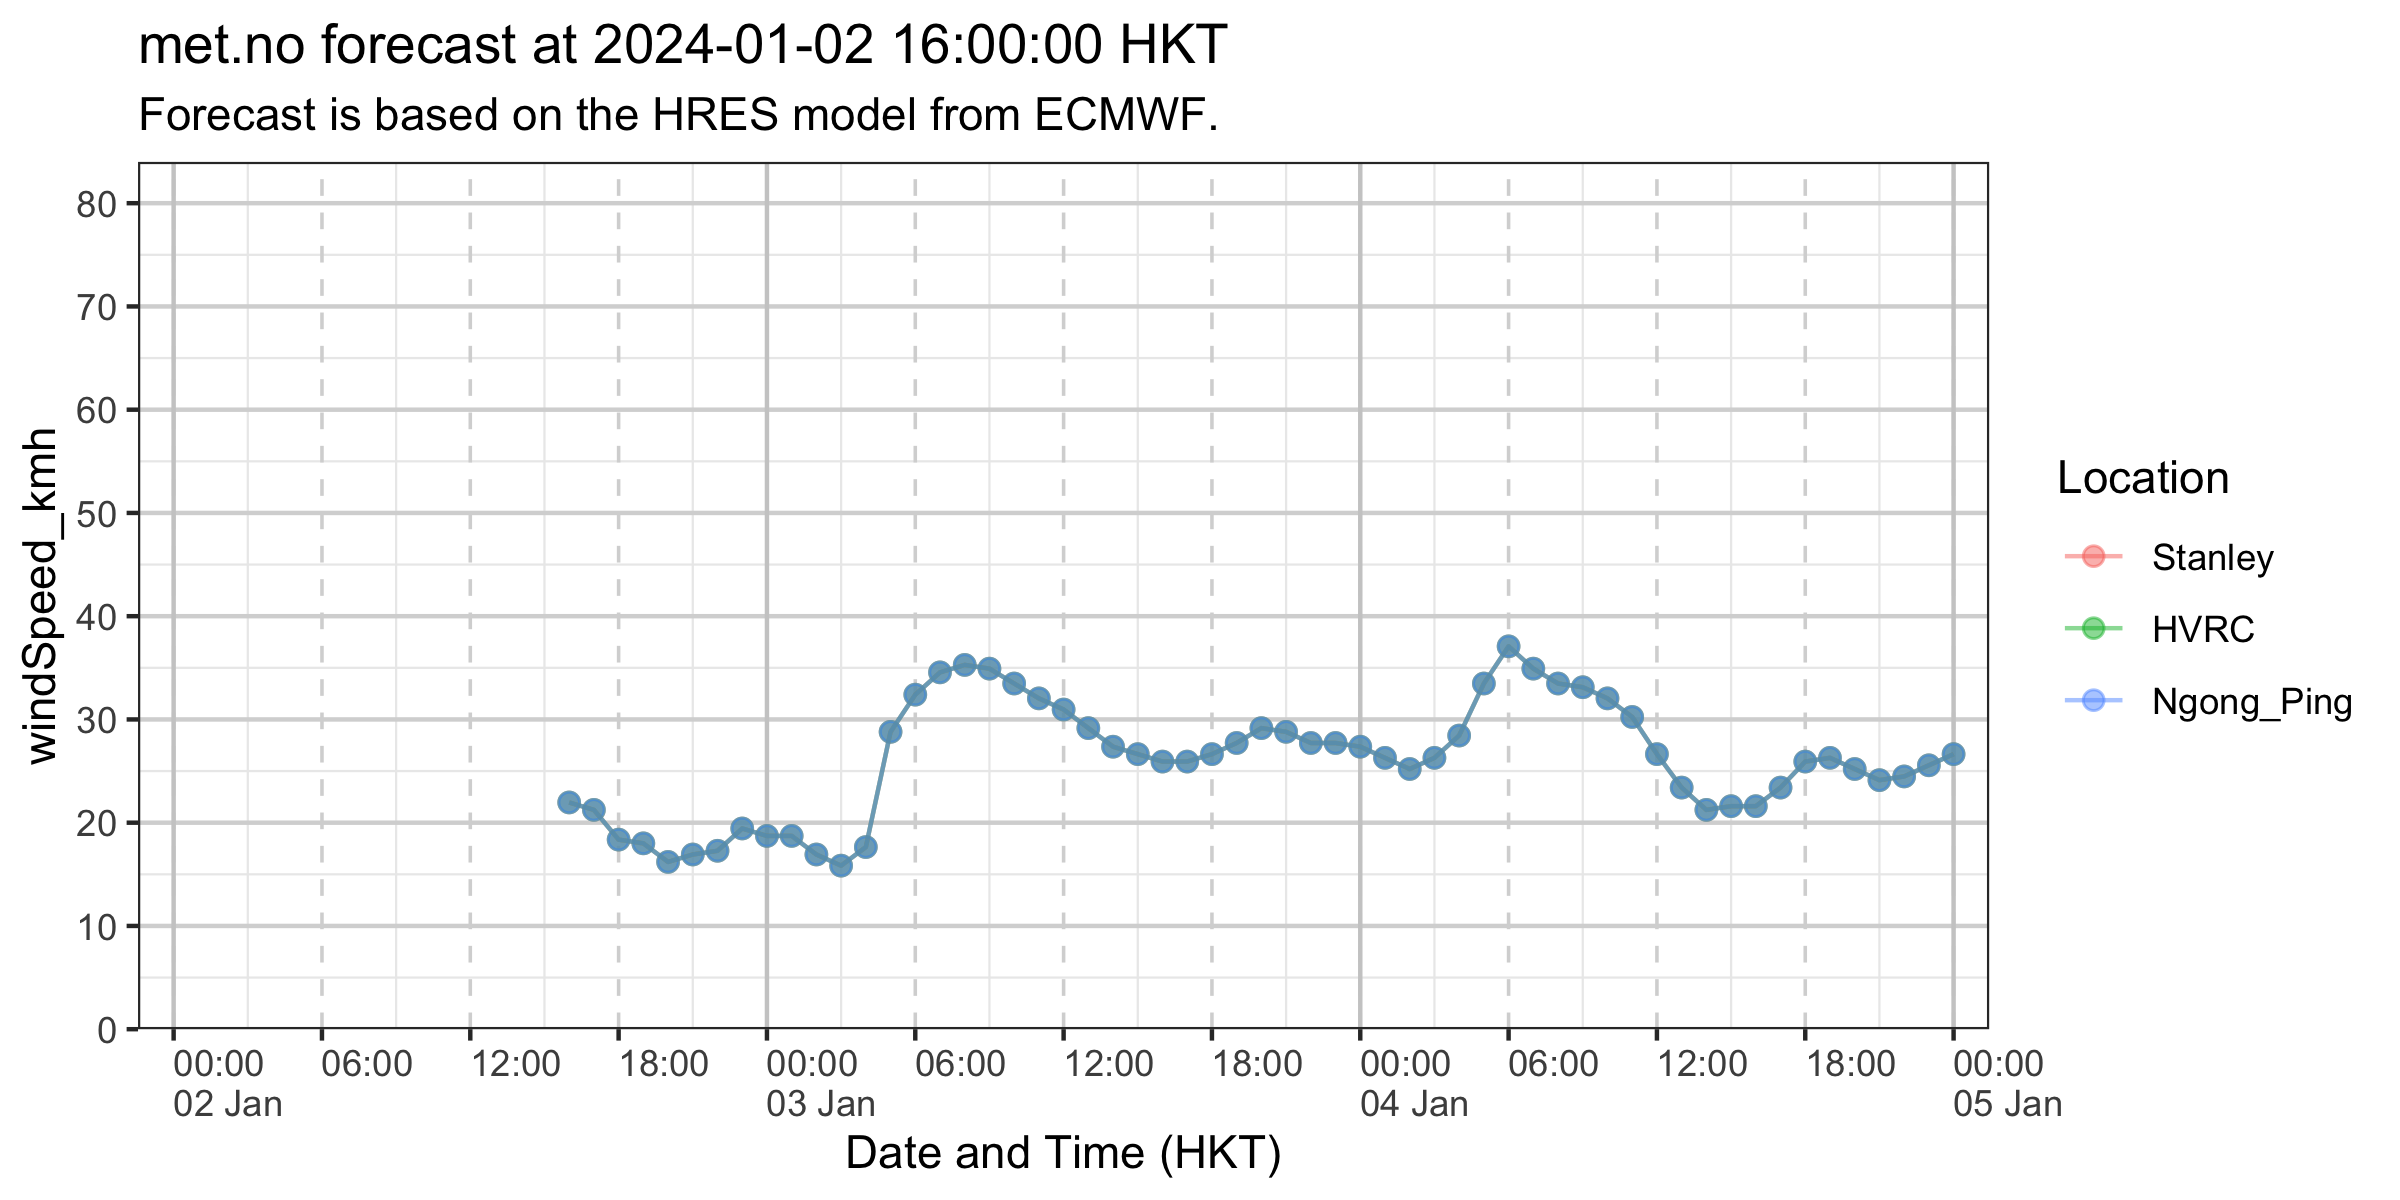 met.no forecast at 2024-01-02 16:00:00 HKT
Forecast is based on the HRES model from ECMWF.
windSpeed_kmh
80
70
60
50
40
30
20
10
0
00:00 06:00 12:00 18:00 00:00 06:00 12:00 18:00 00:00 06:00 12:00 18:00 00:00
02 Jan 03 Jan 04 Jan 05 Jan
Date and Time (HKT)
Location
Stanley
HVRC
Ngong_Ping